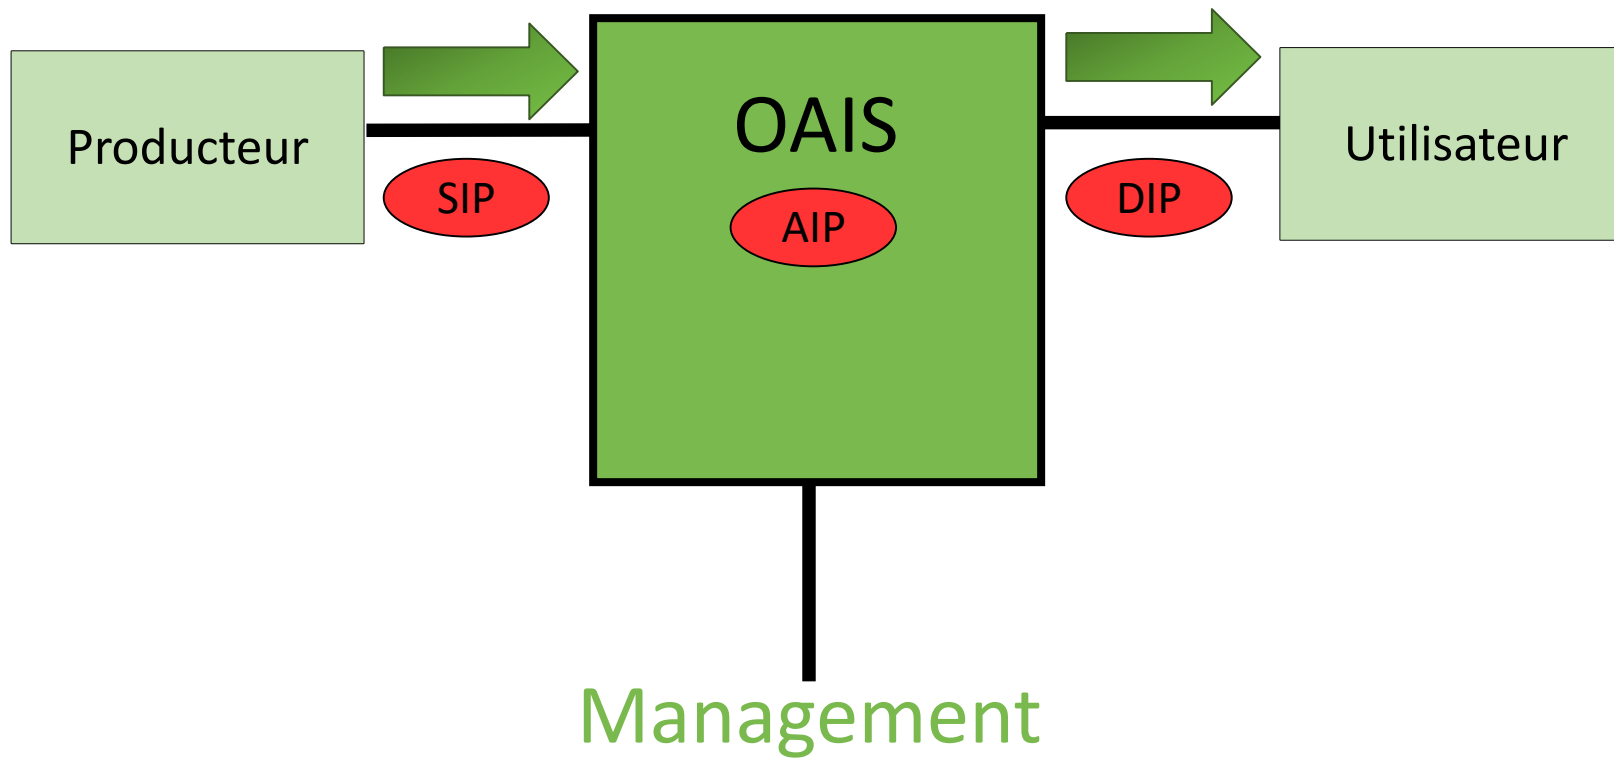 Producteur
SIP
OAIS
AIP
DIP
Utilisateur
Management